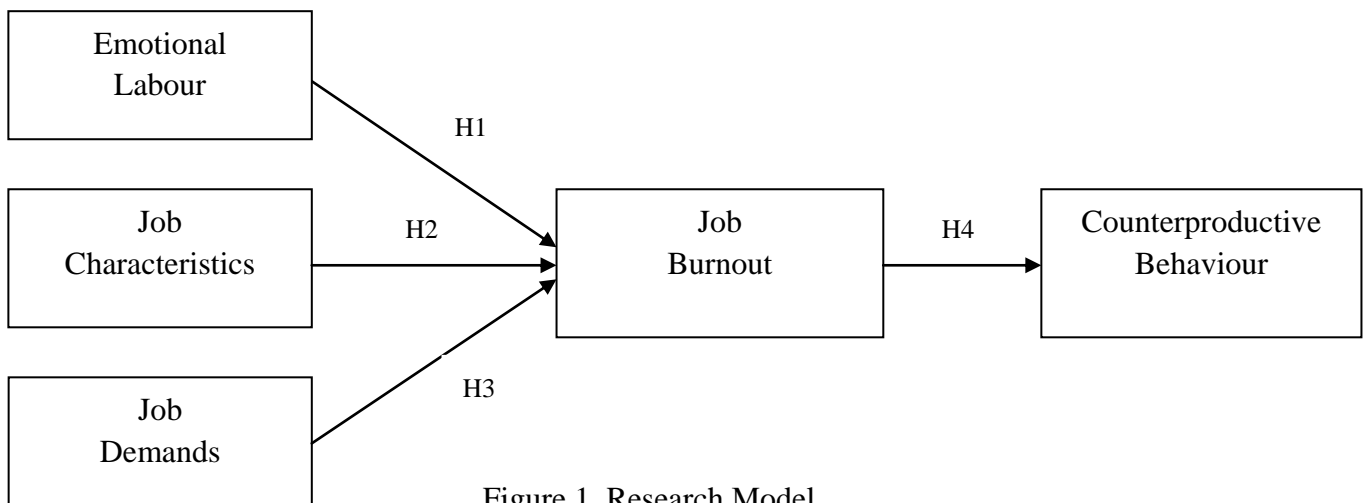 Emotional
Labour
H1
Job
Characteristics
H2
Job
Burnout
H4
Counterproductive
Behaviour
H3
Job
Demands
Figure 1. Research Model